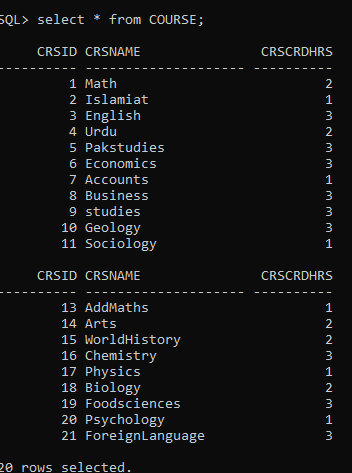 SQL> select * from COURSE;
CRSID CRSNAME CRSCRDHRS
---------- -------------------- ----------
1 Math 2
2 Islamiat 1
3 English 3
4 Urdu 2
5 Pakstudies 3
6 Economics 3
7 Accounts 1
8 Business 3
9 studies 3
10 Geology 3
11 Sociology 1
CRSID CRSNAME CRSCRDHRS
---------- -------------------- ----------
13 AddMaths 1
14 Arts 2
15 WorldHistory 2
16 Chemistry 3
17 Physics 1
18 Biology 2
19 Foodsciences 3
20 Psychology 1
21 ForeignLanguage 3
20 rows selected.